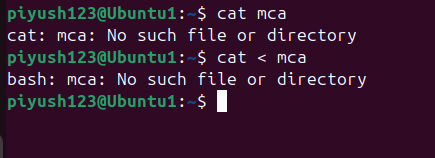 piyush123@Ubuntu1:~$ cat mca
cat: mca: No such file or directory
piyush123@Ubuntu1:~$ cat < mca
bash: mca: No such file or directory
piyush123@Ubuntu1:~$